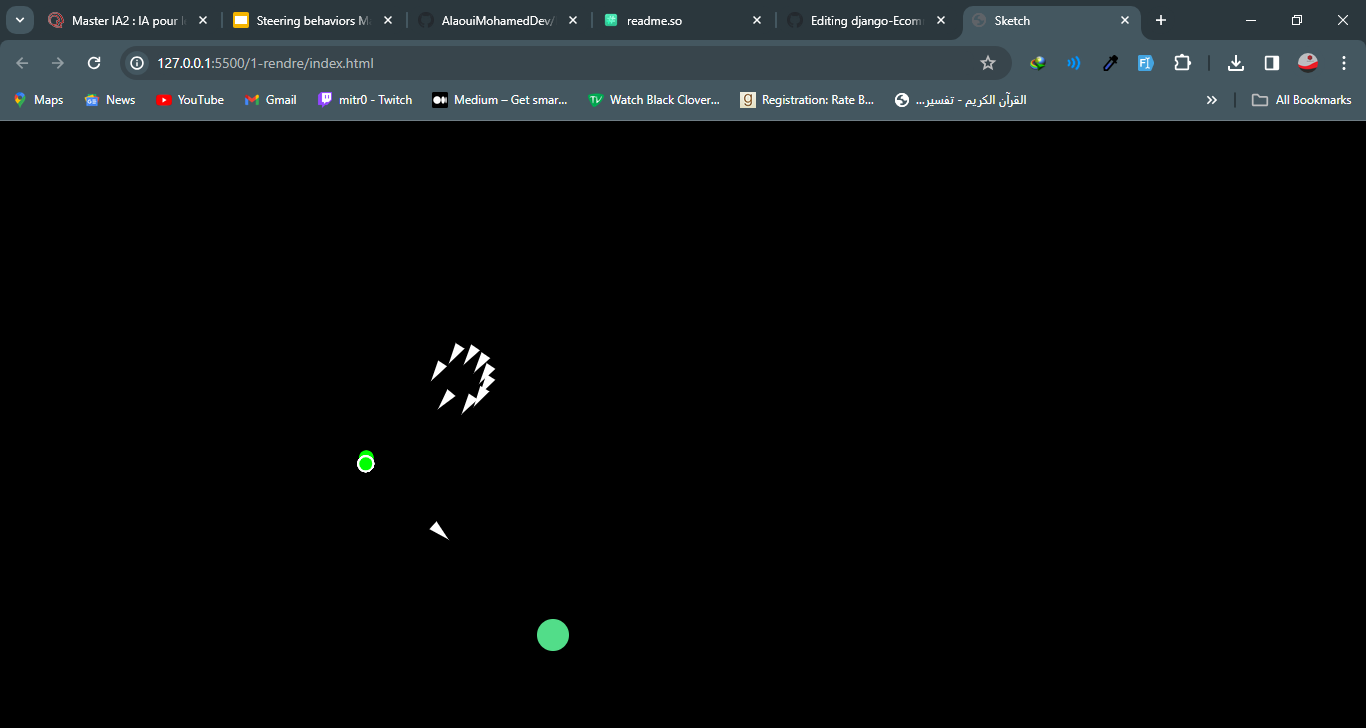 Master IA2 : IA pour l
Steering behaviors M
AlaouiMohamedDev/
readme.so
Editing django-Ecom
Sketch
127.0.0.1:5500/1-rendre/index.html
Maps
News
YouTube
Gmail
mitr0 - Twitch
Medium – Get smar...
Watch Black Clover...
Registration: Rate B...
القرآن الكريم - تفسير...
All Bookmarks